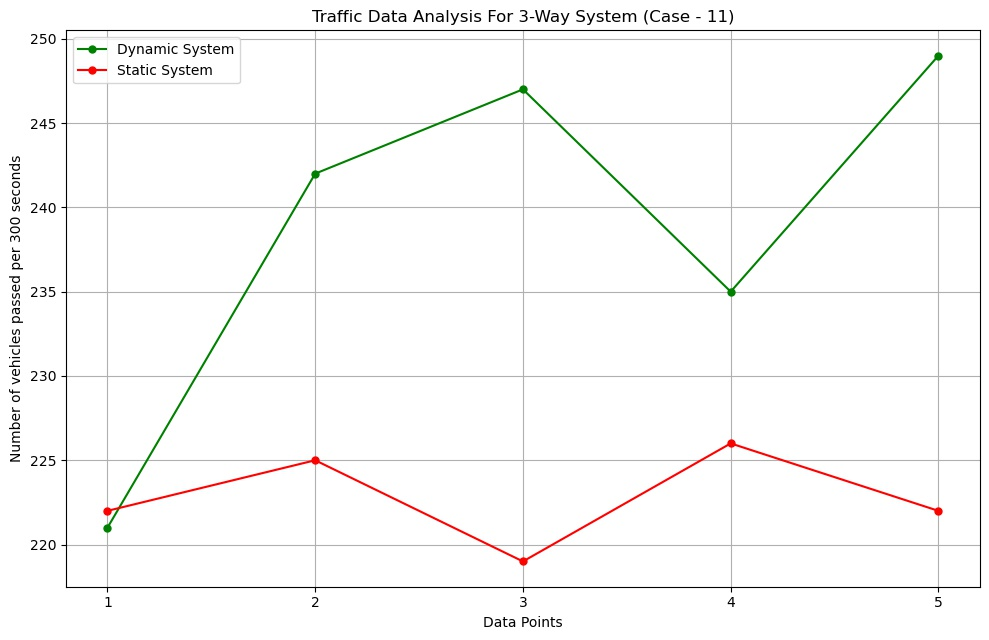 Traffic Data Analysis For 3-Way System (Case - 11)
Dynamic System
Static System
Number of vehicles passed per 300 seconds
250
245
240
235
230
225
220
1 2 3 4 5
Data Points